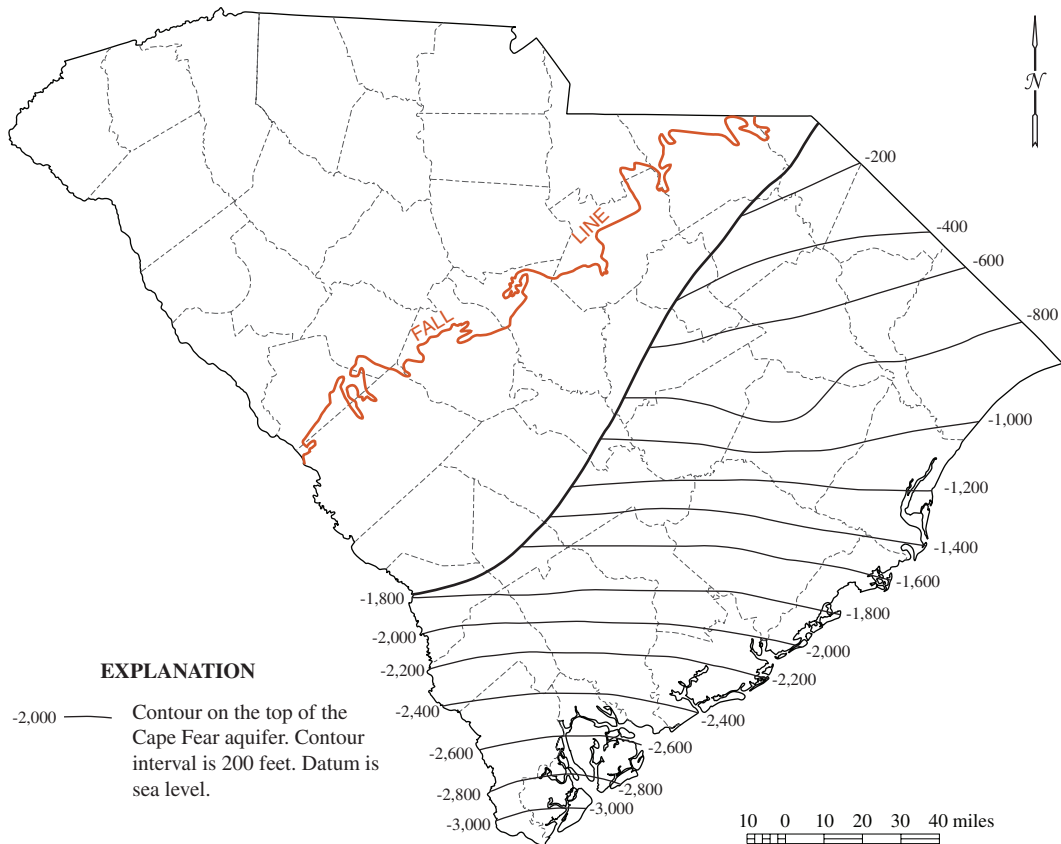 N
-200
-400
-600
-800
-1,000
-1,200
-1,400
-1,600
-1,800
-2,000
-2,200
-2,400
-2,600
-2,800
-3,000
FALL LINE
-1,800
-2,000
-2,200
-2,400
-2,600
-2,800
-3,000
EXPLANATION
-2,000
Contour on the top of the
Cape Fear aquifer. Contour
interval is 200 feet. Datum is
sea level.
10 0 10 20 30 40 miles